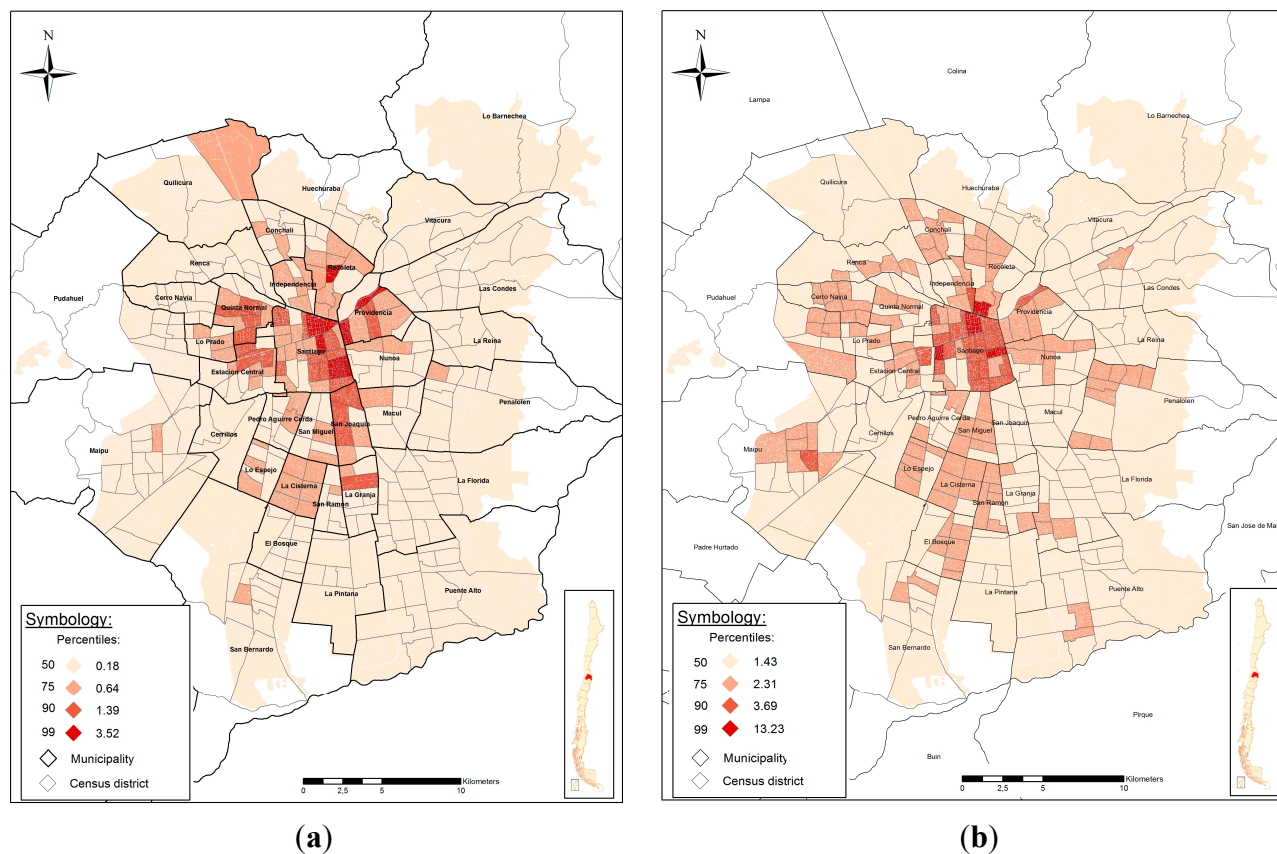 N
Lo Barnechea
Quilicura
Huechuraba
Vitacura
Conchali
Renca
Recoleta
Independencia
Las Condes
Pudahuel
Cerro Navia
Quinta Normal
Providencia
Lo Prado
La Reina
Santiago
Nunoa
Estacion Central
Penalolen
Pedro Aguirre Cerda
Macul
San Joaquin
Cerrillos
San Miguel
Maipu
Lo Espejo
La Florida
La Cisterna
La Granja
San Ramon
El Bosque
La Pintana
Puente Alto
San Bernardo
Symbology:
Percentiles:
50 0.18
75 0.64
90 1.39
99 3.52
Municipality
Census district
Kilometers
0 2,5 5 10
(a)
N
Colina
Lampa
Lo Barnechea
Quilicura
Huechuraba
Vitacura
Conchali
Renca
Recoleta
Independencia
Las Condes
Pudahuel
Cerro Navia
Quinta Normal
Providencia
Lo Prado
La Reina
Santiago
Nunoa
Estacion Central
Penalolen
Pedro Aguirre Cerda
Macul
San Joaquin
Cerrillos
San Miguel
Maipu
Lo Espejo
La Florida
La Cisterna
La Granja
San Ramon
San Jose de Ma
El Bosque
Padre Hurtado
La Pintana
Puente Alto
San Bernardo
Pirque
Buin
Symbology:
Percentiles:
50 1.43
75 2.31
90 3.69
99 13.23
Municipality
Census district
Kilometers
0 2,5 5 10
(b)